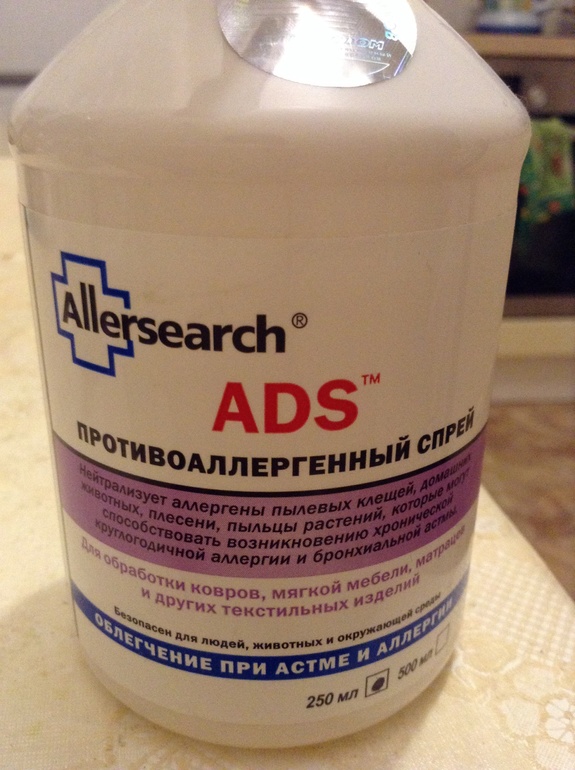 Allersearch®
ADS™
ПРОТИВОАЛЛЕРГЕННЫЙ СПРЕЙ
Нейтрализует аллергены пылевых клещей, домашних
животных, плесени, пыльцы растений, которые могут
способствовать возникновению хронической
круглогодичной аллергии и бронхиальной астмы.
Для обработки ковров, мягкой мебели, матрацов
и других текстильных изделий
Безопасен для людей, животных и окружающей среды
ОБЛЕГЧЕНИЕ ПРИ АСТМЕ И АЛЛЕРГИИ
250 мл 500 мл